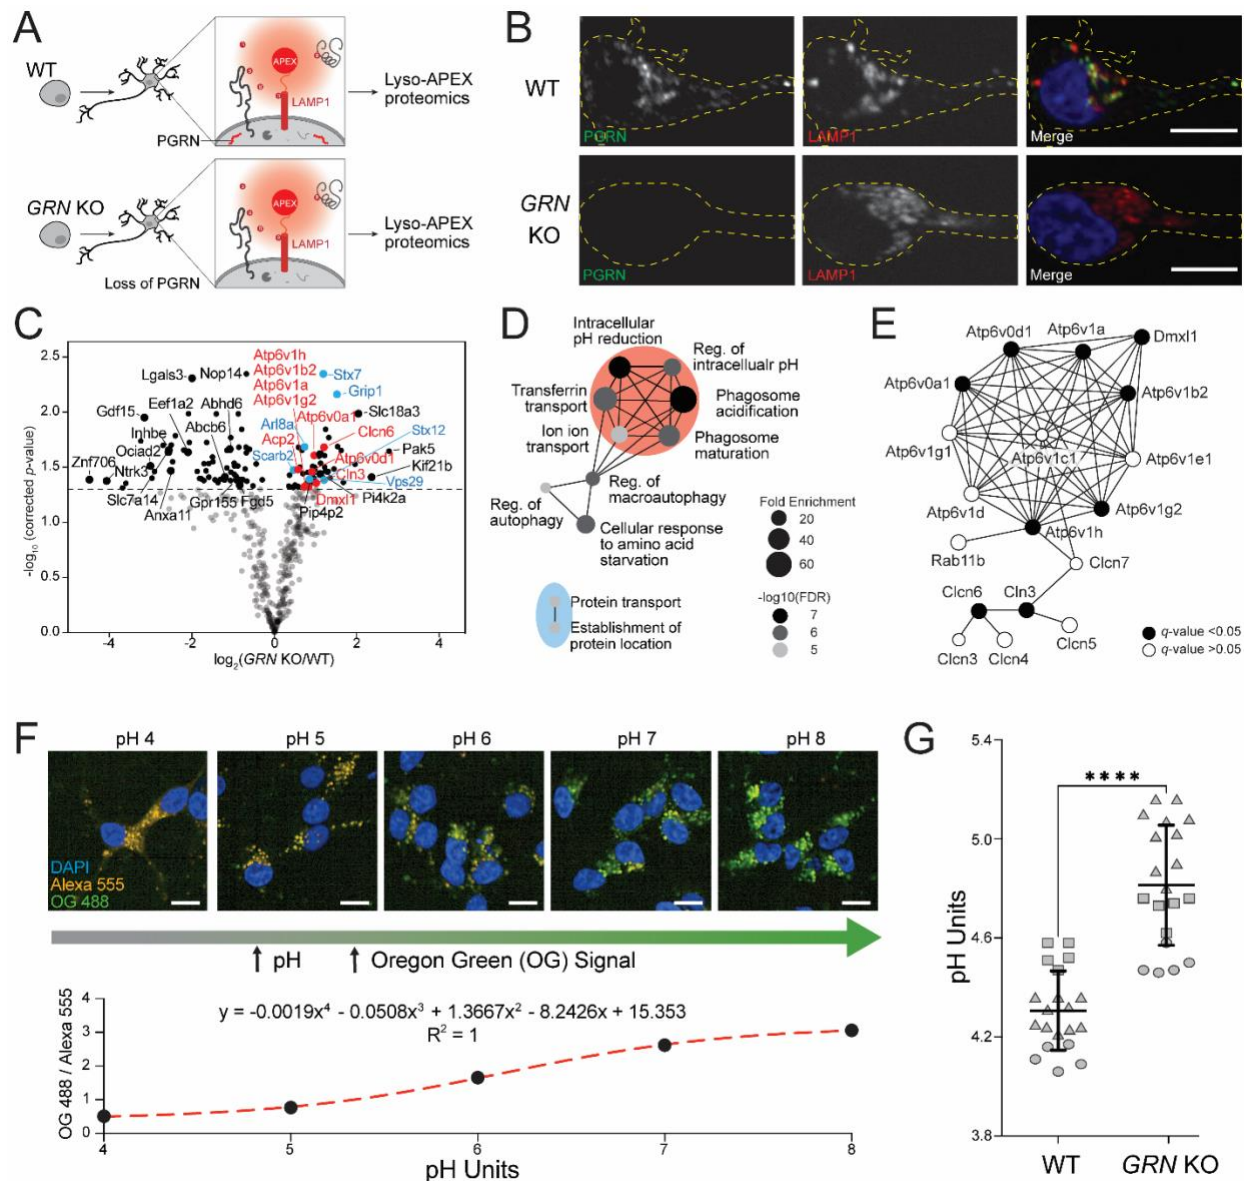 A
WT
APEX
LAMP1
PGRN
Lyso-APEX
proteomics
GRN KO
APEX
LAMP1
Loss of PGRN
Lyso-APEX
proteomics
B
WT
PGRN
LAMP1
Merge
GRN
KO
PGRN
LAMP1
Merge
C
-log10 (corrected p-value)
2.5
2.0
1.5
1.0
0.5
0.0
-4
-2
0
2
4
log2(GRN KO/WT)
Lgals3
Nop14
Gdf15
Eef1a2
Abhd6
Inhbe
Abcb6
Ociad2
Znf706
Ntrk3
Slc7a14
Anxa11
Gpr155
Fgd5
Atp6v1h
Atp6v1b2
Atp6v1a
Atp6v1g2
Stx7
Grip1
Arl8a
Atp6v0a1
Slc18a3
Acp2
Clcn6
Stx12
Scarb2
Atp6v0d1
Pak5
Cln3
Kif21b
Vps29
Dmxl1
Pi4k2a
Pip4p2
D
Intracellular
pH reduction
Reg. of
intracellualr pH
Transferrin
transport
Phagosome
acidification
Ion ion
transport
Phagosome
maturation
Reg. of
macroautophagy
Reg. of
autophagy
Cellular response
to amino acid
starvation
Fold Enrichment
20
40
60
Protein transport
Establishment of
protein location
-log10(FDR)
7
6
5
E
Atp6v0d1
Atp6v1a
Dmxl1
Atp6v0a1
Atp6v1b2
Atp6v1g1
Atp6v1c1
Atp6v1e1
Atp6v1d
Atp6v1g2
Atp6v1h
Rab11b
Clcn7
Clcn6
Cln3
Clcn3
Clcn4
Clcn5
q-value <0.05
q-value >0.05
F
pH 4
pH 5
pH 6
pH 7
pH 8
DAPI
Alexa 555
OG 488
↑ pH ↑ Oregon Green (OG) Signal
y = -0.0019x⁴ - 0.0508x³ + 1.3667x² - 8.2426x + 15.353
R² = 1
OG 488 / Alexa 555
4
3
2
1
0
4
5
6
7
8
pH Units
G
pH Units
5.4
5.0
4.6
4.2
3.8
****
WT
GRN KO